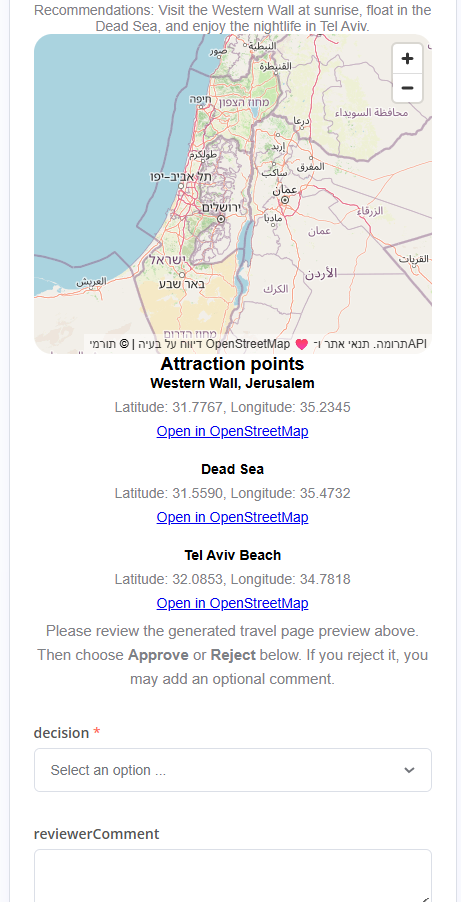 Recommendations: Visit the Western Wall at sunrise, float in the
Dead Sea, and enjoy the nightlife in Tel Aviv.
النبطية
صور
القنيطرة
+
−
מחוז הצפון
חיפה
محافظة السويداء
درعا
إربد
טולכרם
المفرق
ساكت
תל אביב–יפו
عمان
ירושלים
الزرقاء
مادبا
عمان
ישראל
القريات
الأردن
العريش
באר שבע
الكرك
מחוז הדרום
תרומה. תנאי אתר ו־API ♥ OpenStreetMap דיווח על בעיה | © תורמי
Attraction points
Western Wall, Jerusalem
Latitude: 31.7767, Longitude: 35.2345
Open in OpenStreetMap
Dead Sea
Latitude: 31.5590, Longitude: 35.4732
Open in OpenStreetMap
Tel Aviv Beach
Latitude: 32.0853, Longitude: 34.7818
Open in OpenStreetMap
Please review the generated travel page preview above.
Then choose Approve or Reject below. If you reject it, you
may add an optional comment.
decision *
Select an option ...
reviewerComment